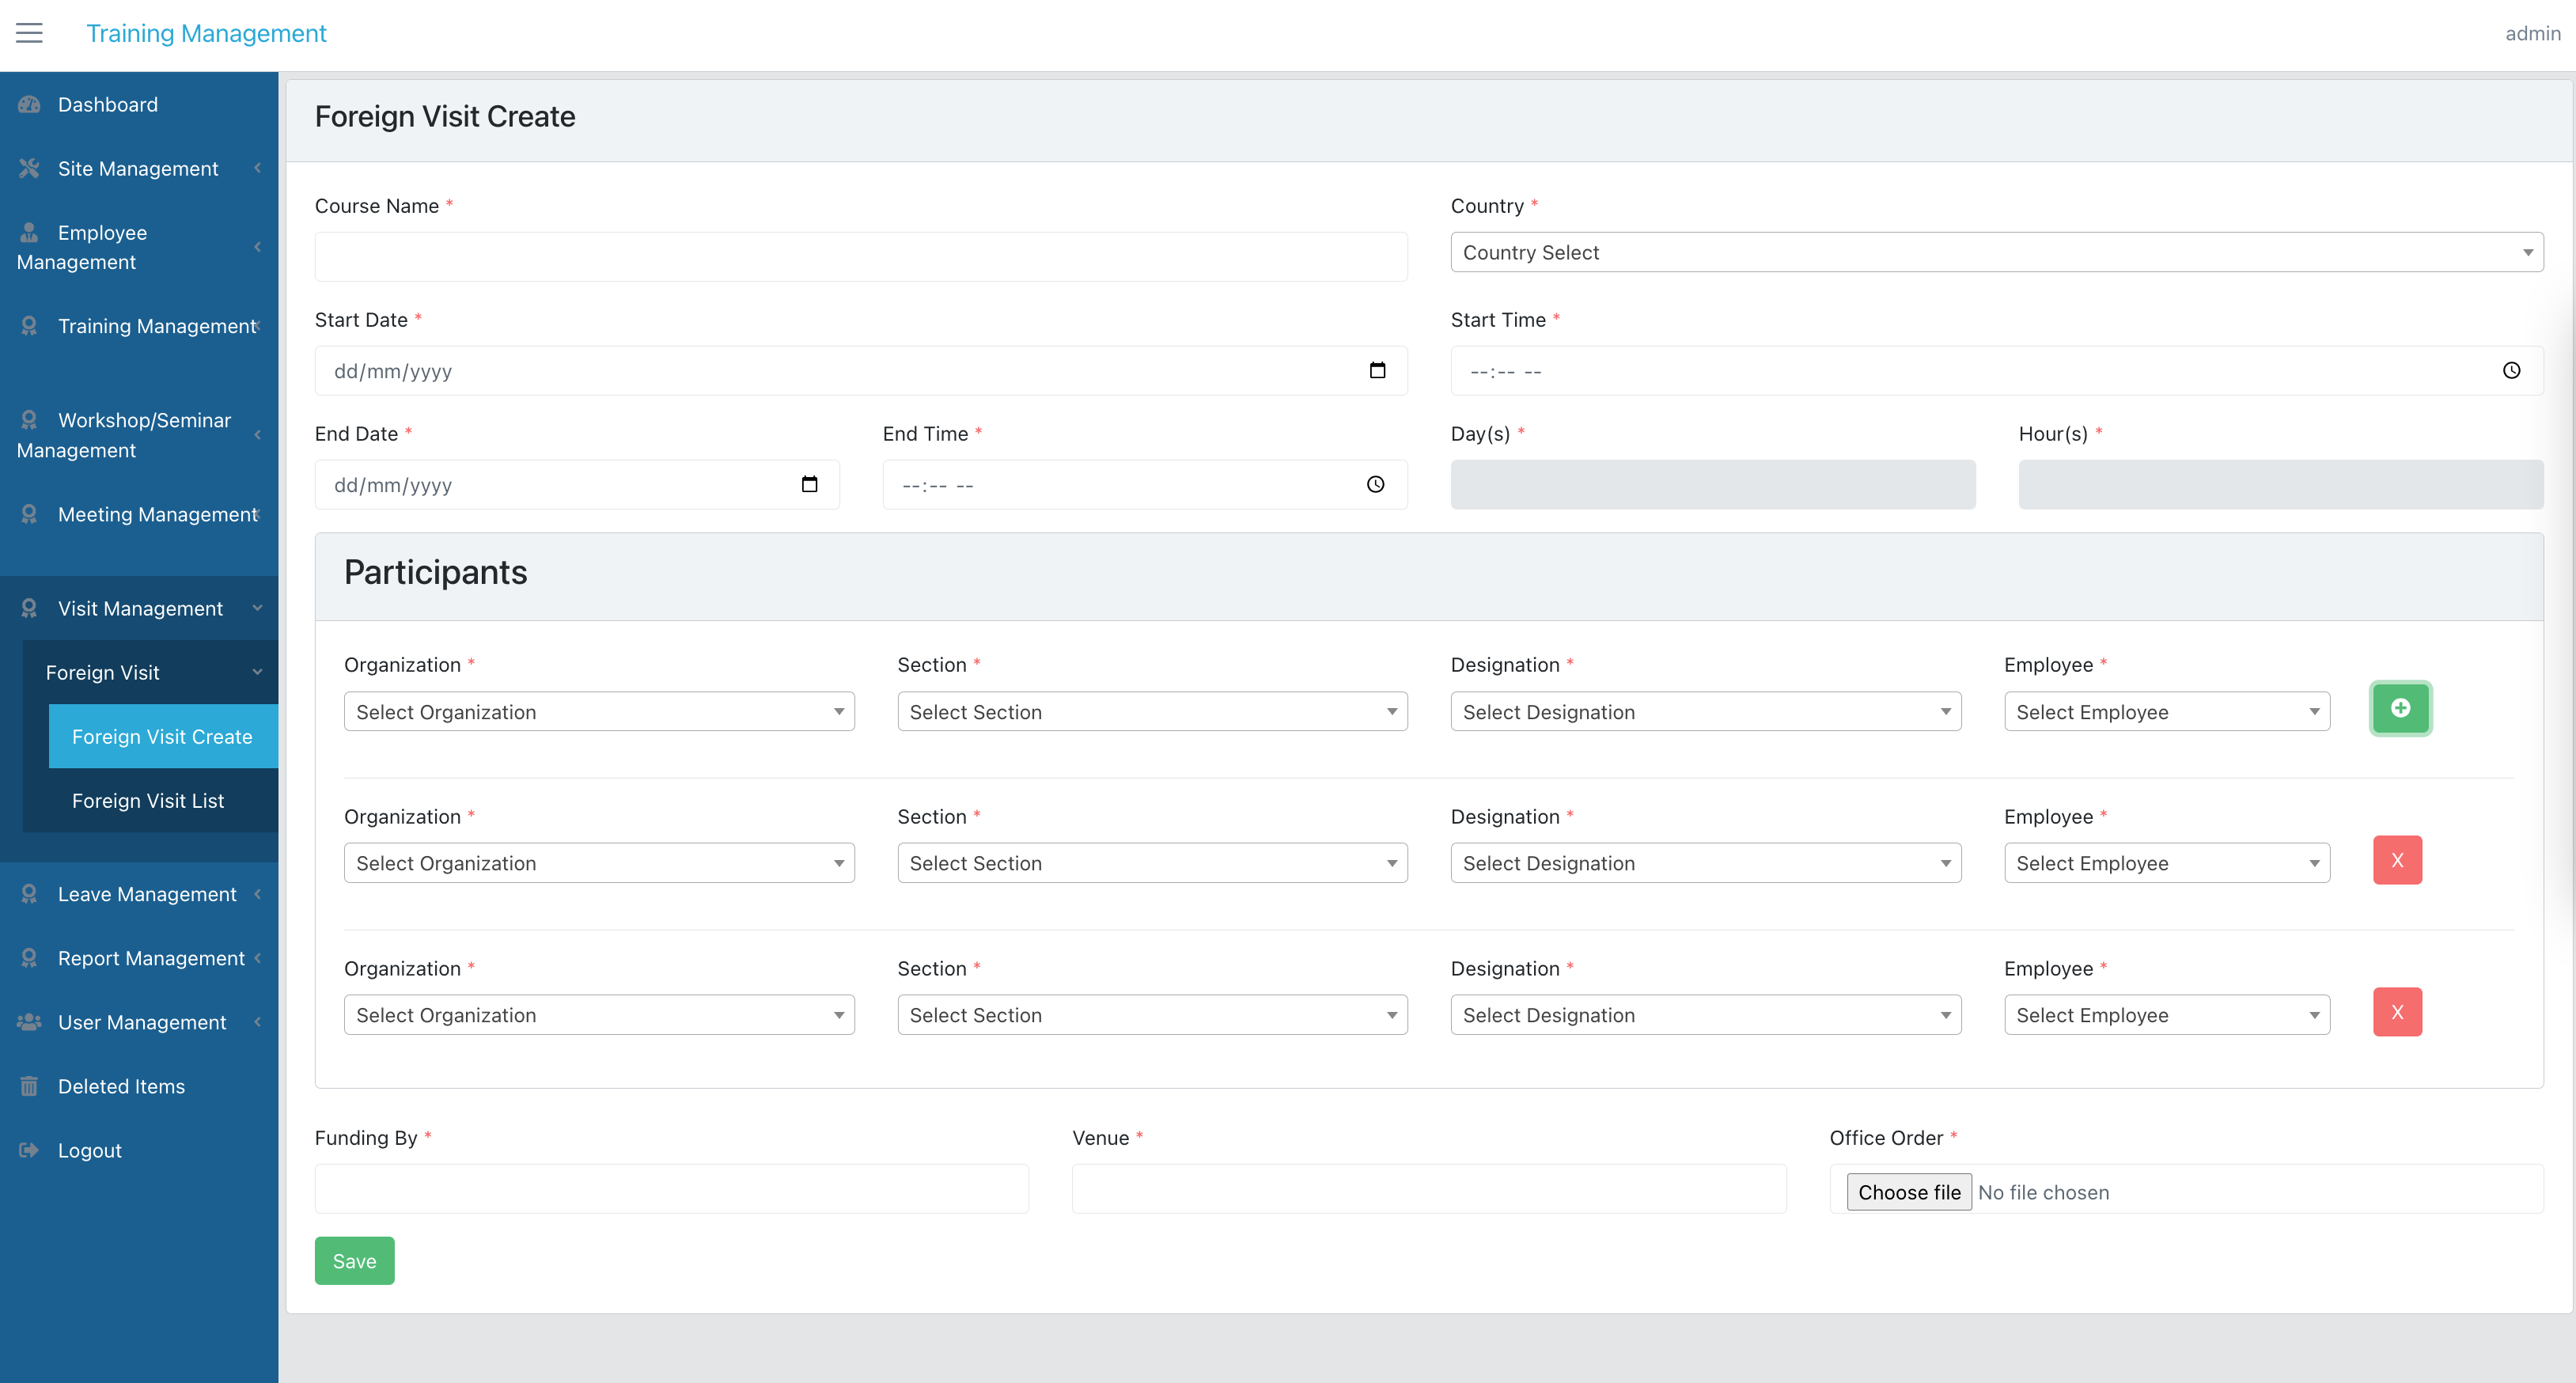 Training Management
admin
Dashboard
Site Management
Employee
Management
Training Management
Workshop/Seminar
Management
Meeting Management
Visit Management
Foreign Visit
Foreign Visit Create
Foreign Visit List
Leave Management
Report Management
User Management
Deleted Items
Logout
Foreign Visit Create
Course Name *
Country *
Country Select
Start Date *
Start Time *
dd/mm/yyyy
--:-- --
End Date *
End Time *
Day(s) *
Hour(s) *
dd/mm/yyyy
--:-- --
Participants
Organization *
Section *
Designation *
Employee *
Select Organization
Select Section
Select Designation
Select Employee
Organization *
Section *
Designation *
Employee *
Select Organization
Select Section
Select Designation
Select Employee
X
Organization *
Section *
Designation *
Employee *
Select Organization
Select Section
Select Designation
Select Employee
X
Funding By *
Venue *
Office Order *
Choose file No file chosen
Save